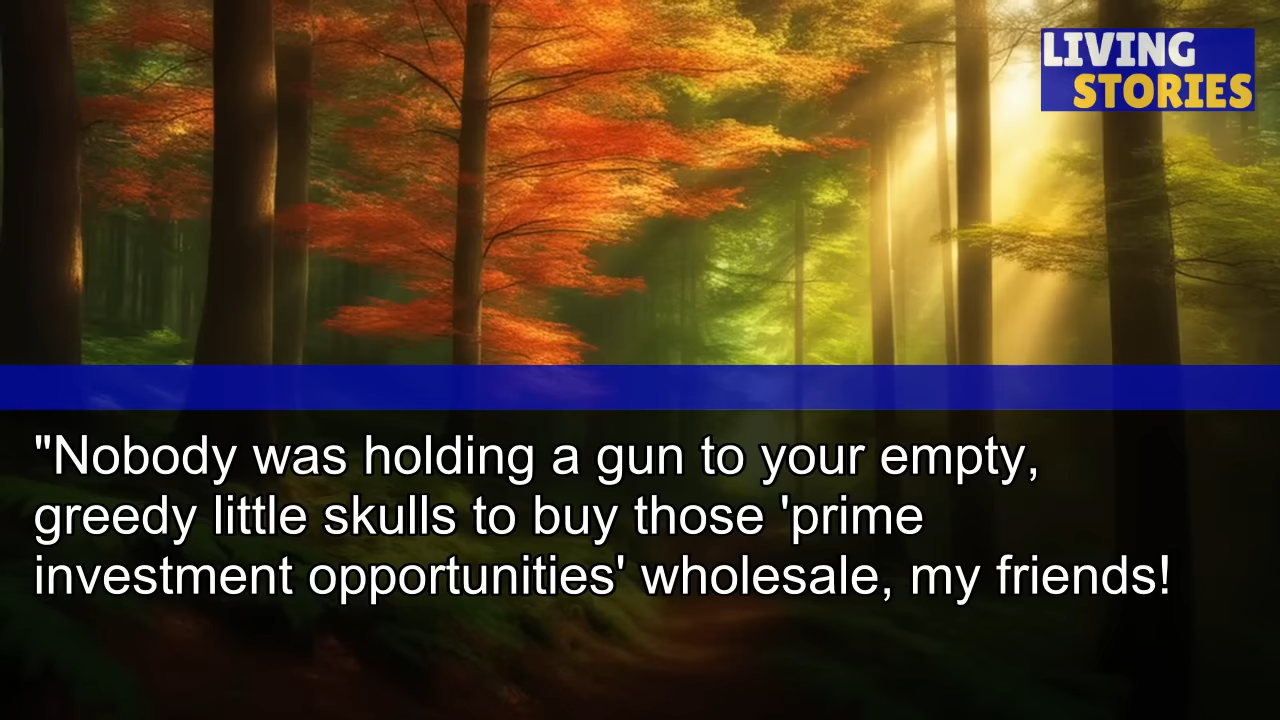 LIVING
STORIES
"Nobody was holding a gun to your empty,
greedy little skulls to buy those 'prime
investment opportunities' wholesale, my friends!